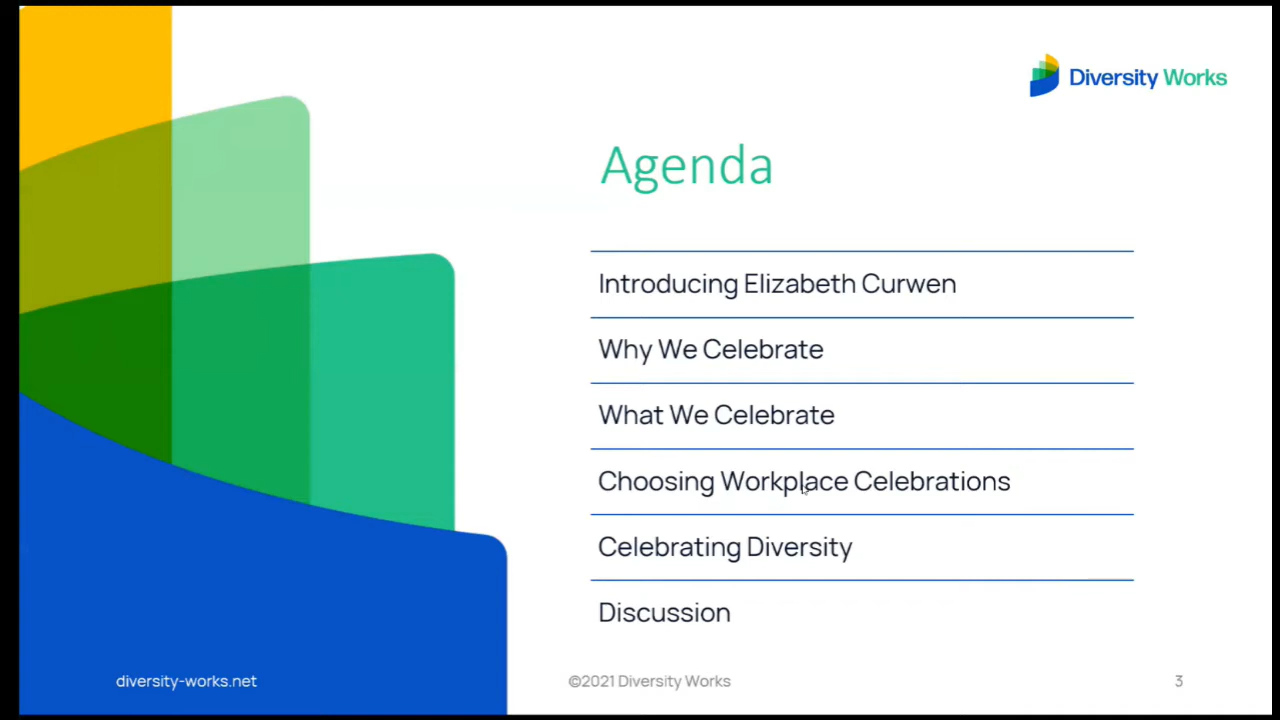 Diversity Works
Agenda
Introducing Elizabeth Curwen
Why We Celebrate
What We Celebrate
Choosing Workplace Celebrations
Celebrating Diversity
Discussion
diversity-works.net
©2021 Diversity Works
3